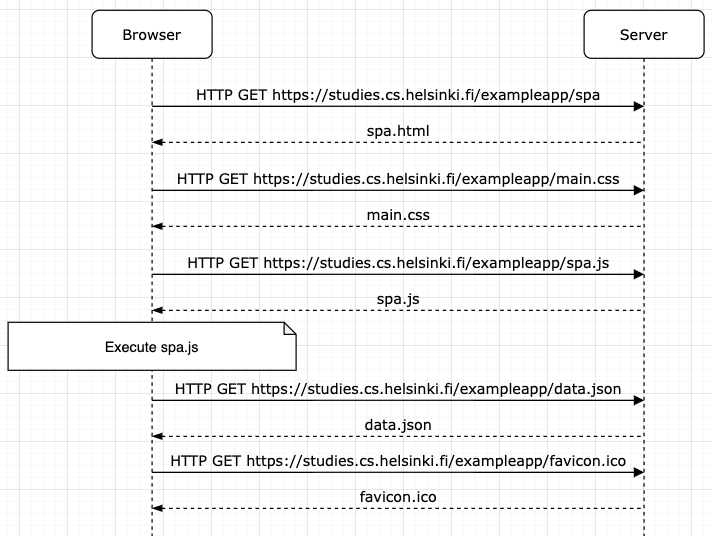 Browser
Server
HTTP GET https://studies.cs.helsinki.fi/exampleapp/spa
spa.html
HTTP GET https://studies.cs.helsinki.fi/exampleapp/main.css
main.css
HTTP GET https://studies.cs.helsinki.fi/exampleapp/spa.js
spa.js
Execute spa.js
HTTP GET https://studies.cs.helsinki.fi/exampleapp/data.json
data.json
HTTP GET https://studies.cs.helsinki.fi/exampleapp/favicon.ico
favicon.ico